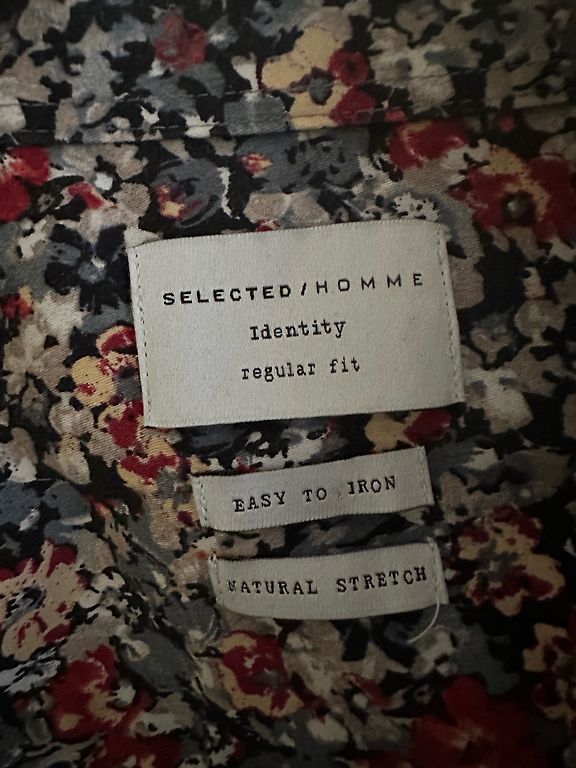 SELECTED / HOMME
Identity
regular fit
EASY TO IRON
NATURAL STRETCH